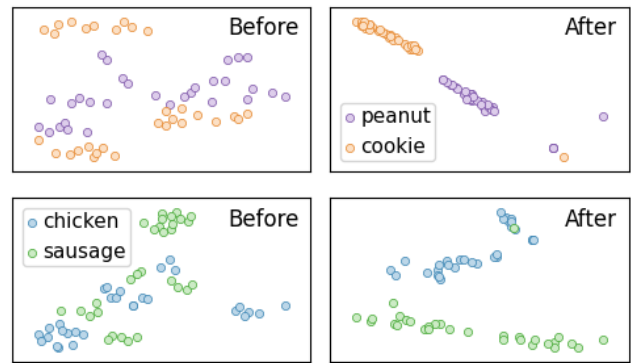 Before
After
peanut
cookie
chicken
sausage
Before
After